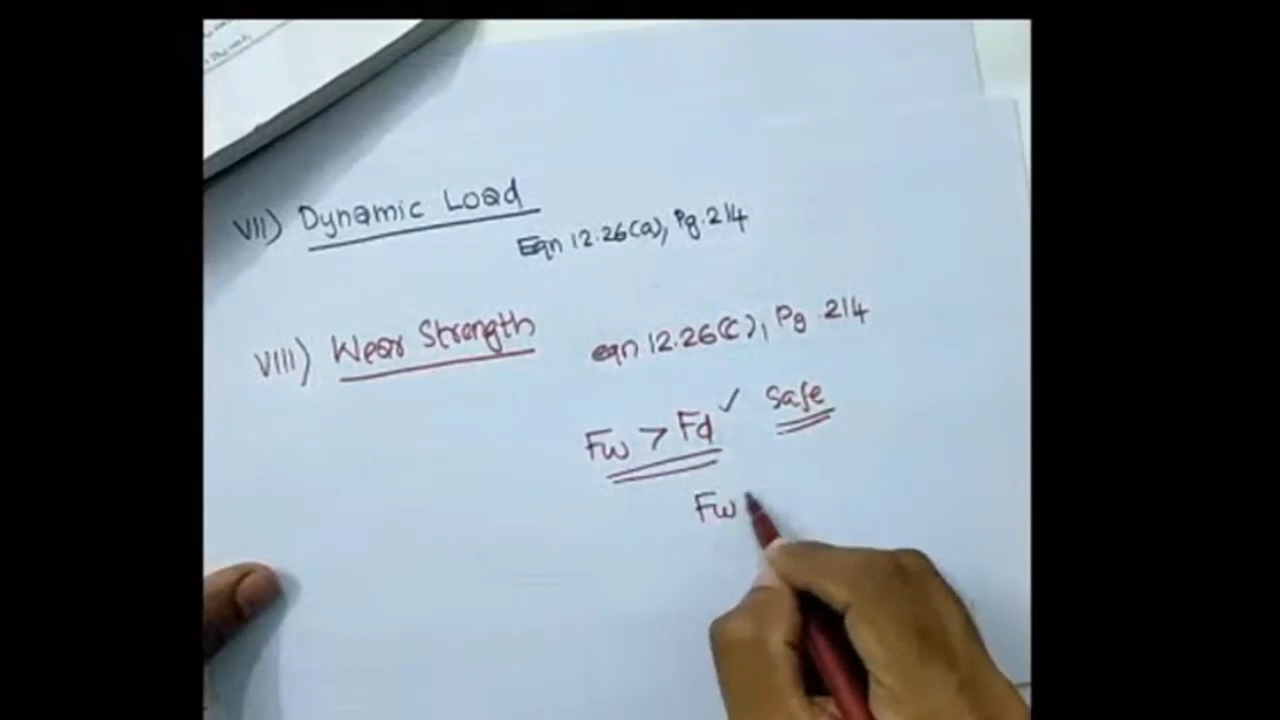 VII) Dynamic Load
Eqn 12.26(a), Pg.214
VIII) Wear Strength
eqn 12.26(c), Pg.214
Fw > Fd ✓ Safe
Fw